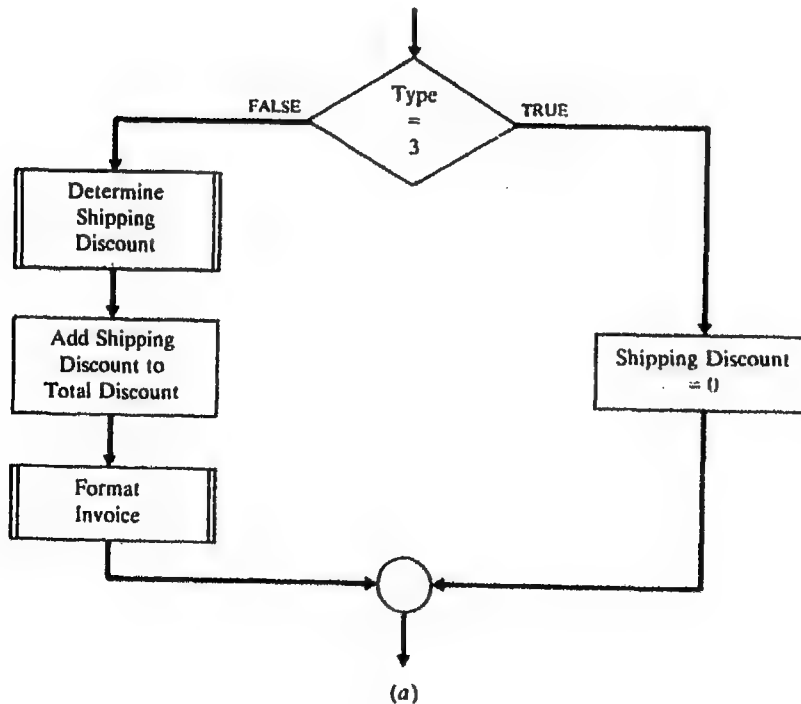 Type
=
3
FALSE
TRUE
Determine
Shipping
Discount
Add Shipping
Discount to
Total Discount
Shipping Discount
= 0
Format
Invoice
(a)